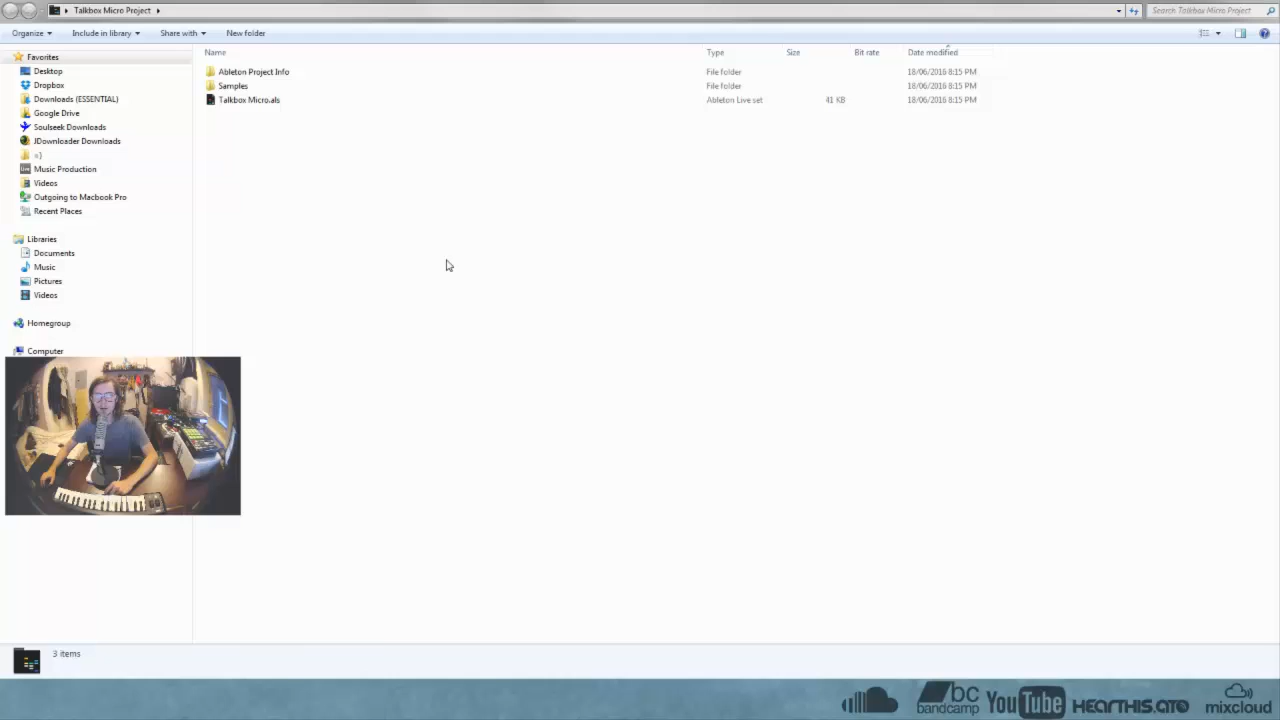 Talkbox Micro Project
Search Talkbox Micro Project
Organize
Include in library
Share with
New folder
Name
Type
Size
Bit rate
Date modified
Ableton Project Info
File folder
18/06/2016 8:15 PM
Samples
File folder
18/06/2016 8:15 PM
Talkbox Micro.als
Ableton Live set
41 KB
18/06/2016 8:15 PM
Favorites
Desktop
Dropbox
Downloads (ESSENTIAL)
Google Drive
Soulseek Downloads
JDownloader Downloads
=)
Music Production
Videos
Outgoing to Macbook Pro
Recent Places
Libraries
Documents
Music
Pictures
Videos
Homegroup
Computer
3 items
bc
bandcamp
YouTube
HEARTHIS.AT
mixcloud